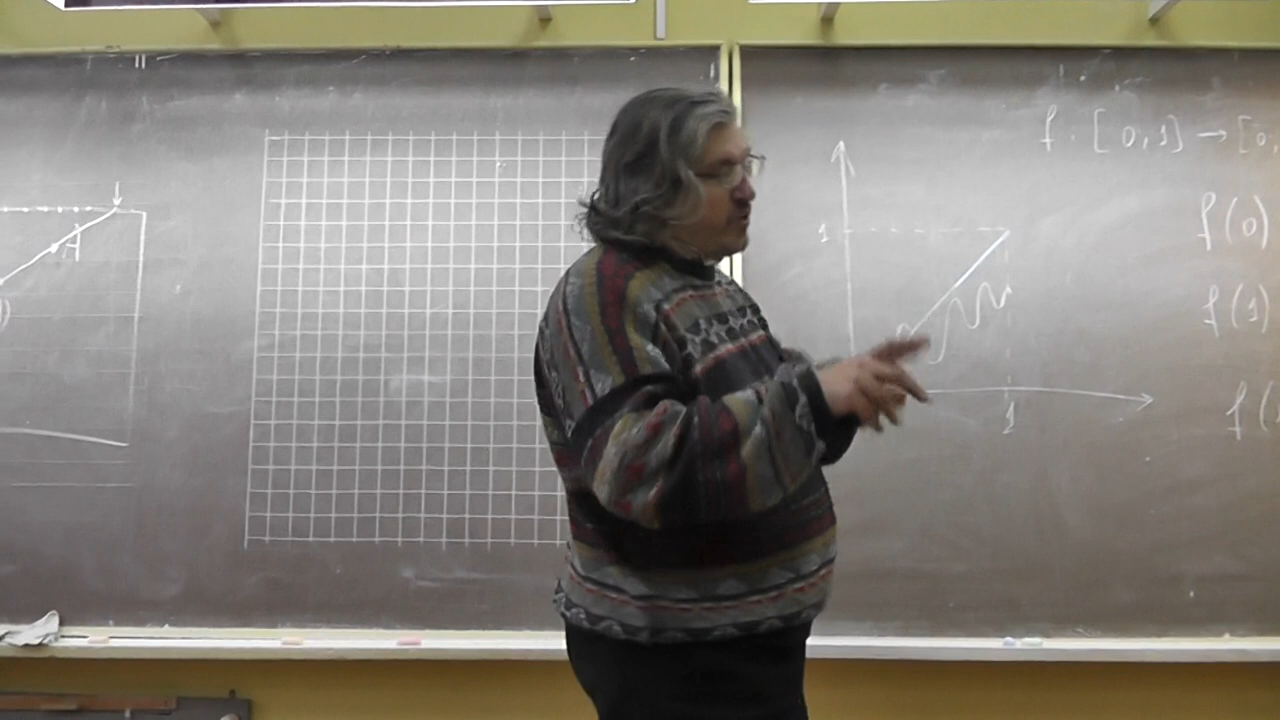 A
1
1
f : [0,1] → [0,
f(0)
f(1)
f(